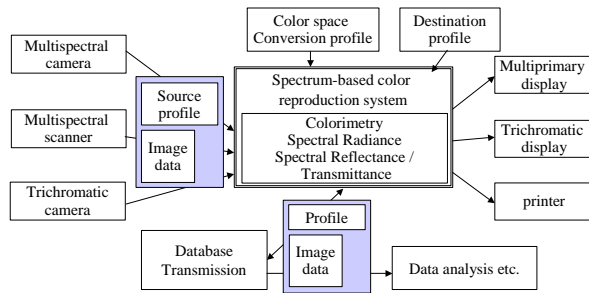 Color space
Conversion profile
Destination
profile
Multispectral
camera
Multispectral
scanner
Trichromatic
camera
Source
profile
Image
data
Spectrum-based color
reproduction system
Colorimetry
Spectral Radiance
Spectral Reflectance /
Transmittance
Multiprimary
display
Trichromatic
display
printer
Profile
Image
data
Database
Transmission
Data analysis etc.